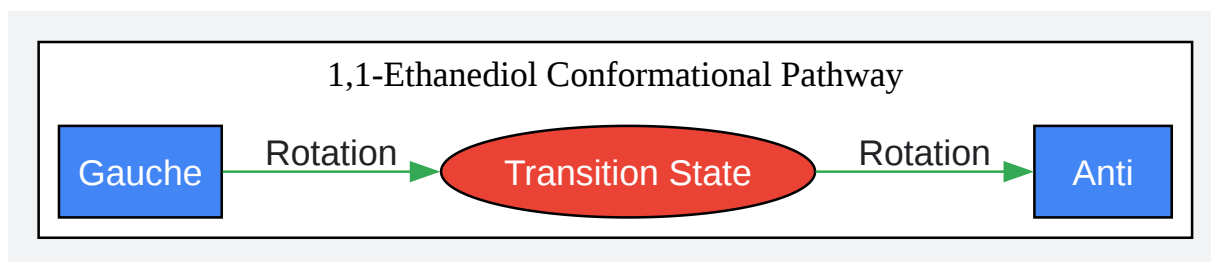 1,1-Ethanediol Conformational Pathway
Gauche
Rotation
Transition State
Rotation
Anti